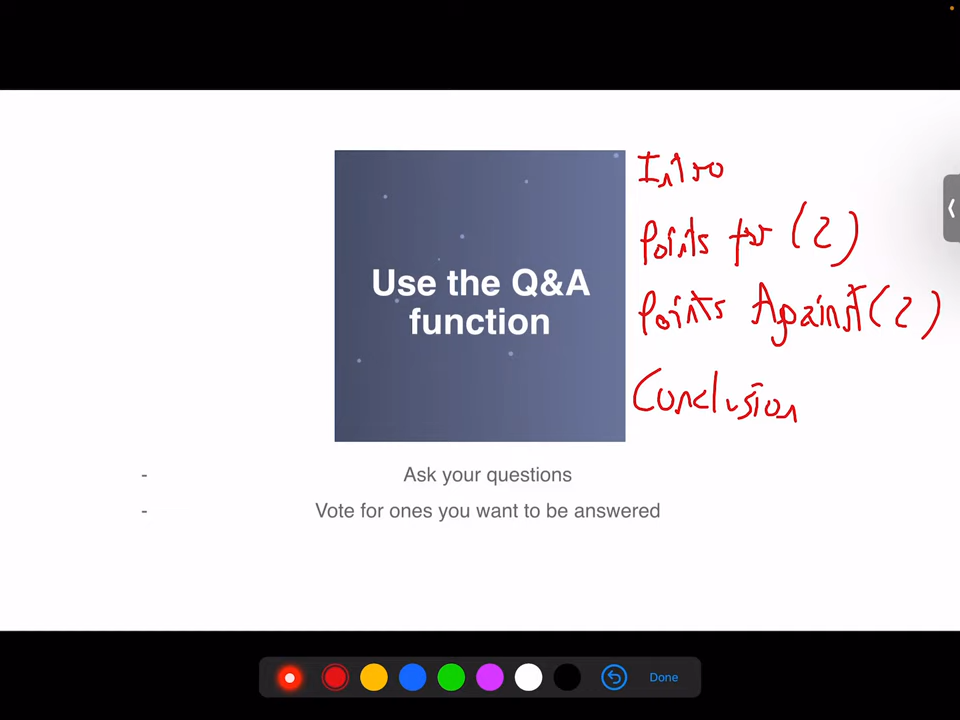 Use the Q&A
function
Intro
Points for (2)
Points Against (2)
Conclusion
- Ask your questions
- Vote for ones you want to be answered
Done